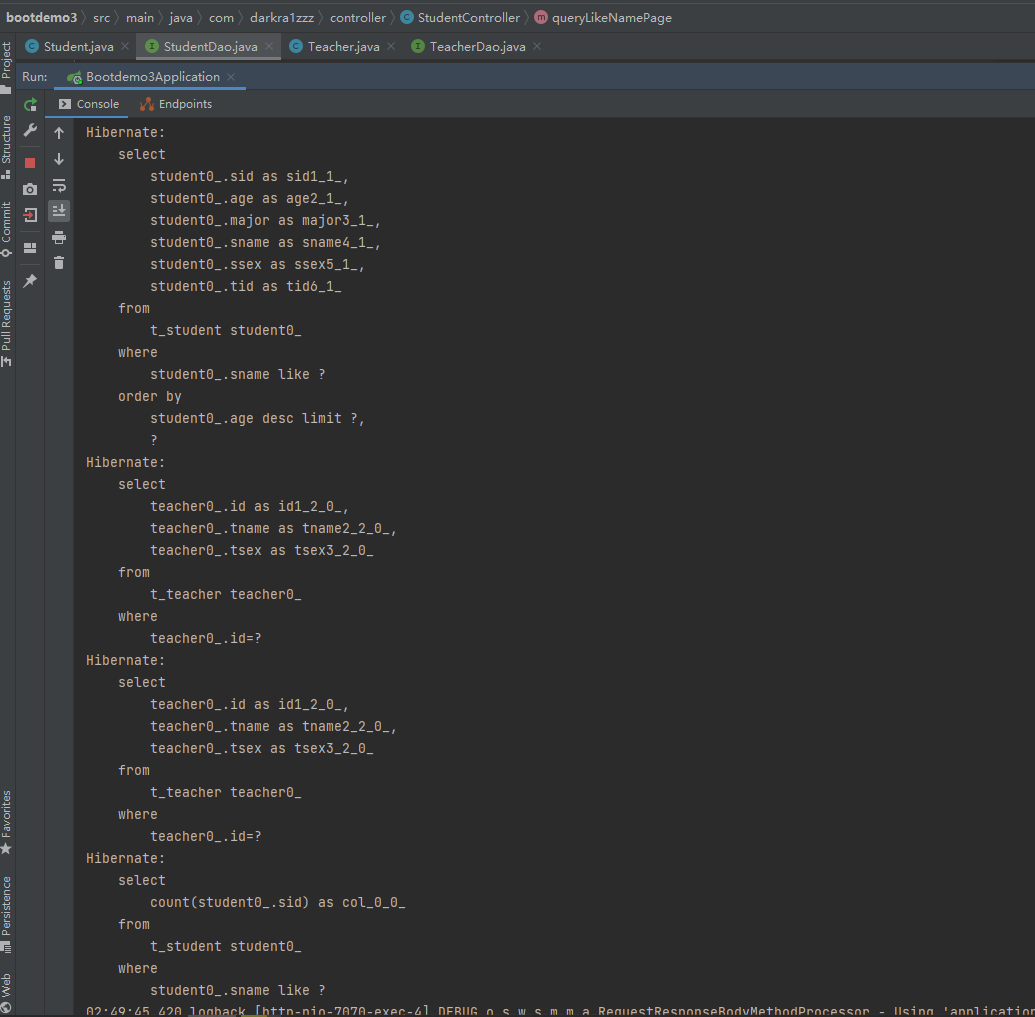 bootdemo3 src main java com darkra1zzz controller StudentController queryLikeNamePage
Student.java StudentDao.java Teacher.java TeacherDao.java
Run: Bootdemo3Application
Console Endpoints
Project
Structure
Commit
Pull Requests
Favorites
Persistence
Web
Hibernate:
select
student0_.sid as sid1_1_,
student0_.age as age2_1_,
student0_.major as major3_1_,
student0_.sname as sname4_1_,
student0_.ssex as ssex5_1_,
student0_.tid as tid6_1_
from
t_student student0_
where
student0_.sname like ?
order by
student0_.age desc limit ?,
?
Hibernate:
select
teacher0_.id as id1_2_0_,
teacher0_.tname as tname2_2_0_,
teacher0_.tsex as tsex3_2_0_
from
t_teacher teacher0_
where
teacher0_.id=?
Hibernate:
select
teacher0_.id as id1_2_0_,
teacher0_.tname as tname2_2_0_,
teacher0_.tsex as tsex3_2_0_
from
t_teacher teacher0_
where
teacher0_.id=?
Hibernate:
select
count(student0_.sid) as col_0_0_
from
t_student student0_
where
student0_.sname like ?
02:49:45.420 logback [http-nio-7070-exec-4] DEBUG o.s.w.s.m.m.a.RequestResponseBodyMethodProcessor - Using 'application